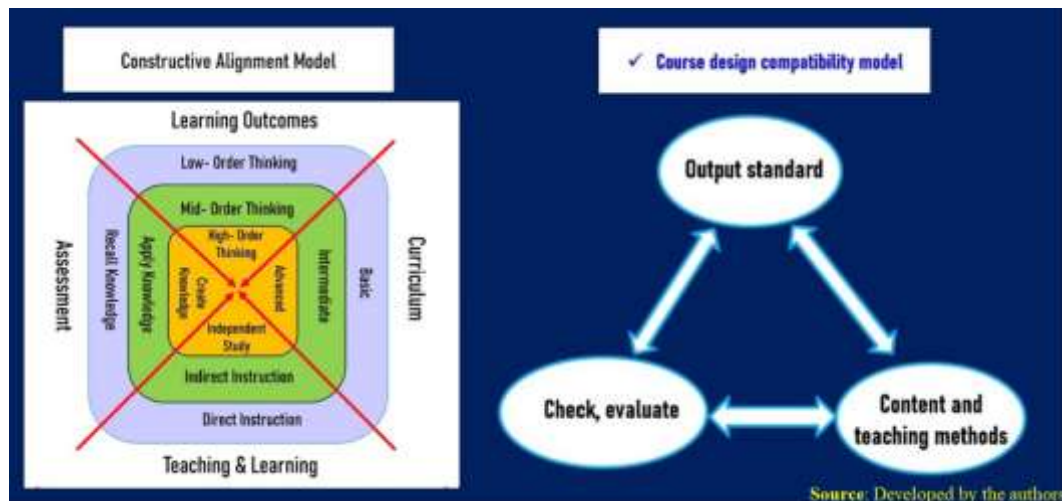 Constructive Alignment Model
Learning Outcomes
Low- Order Thinking
Mid- Order Thinking
High- Order
Thinking
Assessment
Recall Knowledge
Apply Knowledge
Create
Knowledge
Advanced
Intermediate
Basic
Curriculum
Independent
Study
Indirect Instruction
Direct Instruction
Teaching & Learning
✓ Course design compatibility model
Output standard
Check, evaluate
Content and
teaching methods
Source: Developed by the author